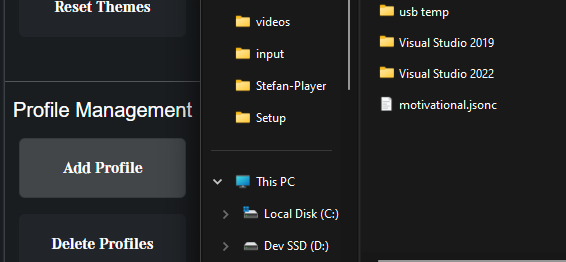 Reset Themes
Profile Management
Add Profile
Delete Profiles
videos
input
Stefan-Player
Setup
This PC
Local Disk (C:)
Dev SSD (D:)
usb temp
Visual Studio 2019
Visual Studio 2022
motivational.jsonc